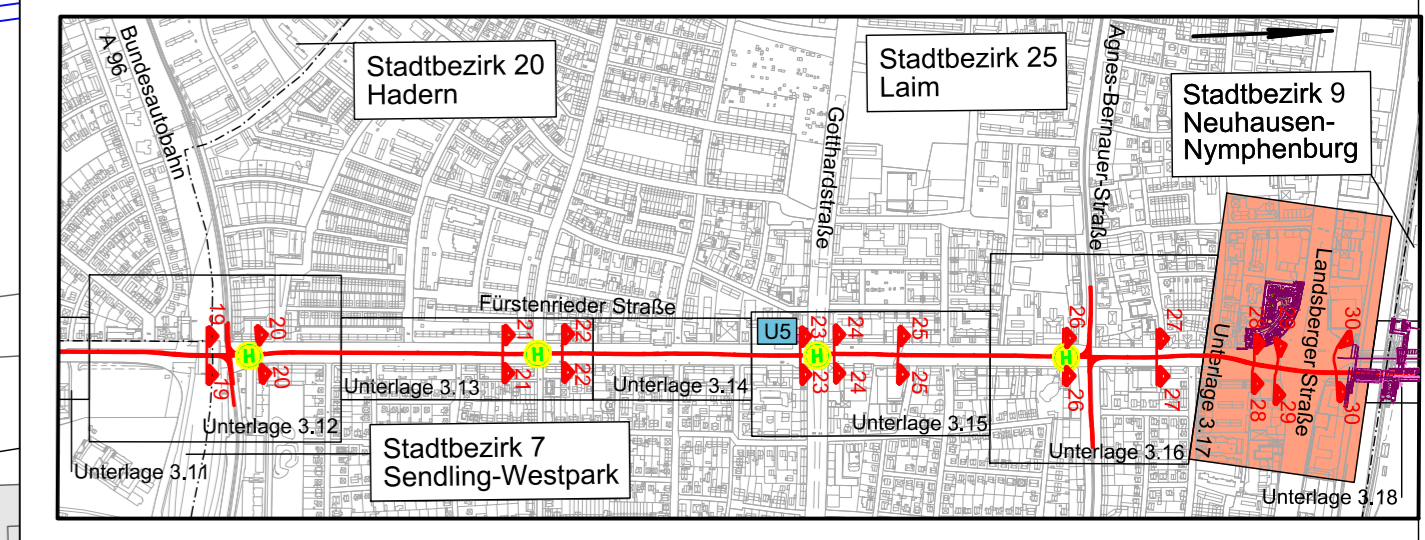 Bundesautobahn
A 96
Stadtbezirk 20
Hadern
Stadtbezirk 25
Laim
Stadtbezirk 9
Neuhausen-
Nymphenburg
Gotthardstraße
Agnes-Bernauer-Straße
Landsberger Straße
Fürstenrieder Straße
U5
19
20
21
22
23
24
25
26
27
28
29
30
H
H
H
H
19
20
21
22
23
24
25
26
27
28
29
30
Unterlage 3.11
Unterlage 3.12
Unterlage 3.13
Unterlage 3.14
Unterlage 3.15
Unterlage 3.16
Unterlage 3.17
Unterlage 3.18
Stadtbezirk 7
Sendling-Westpark